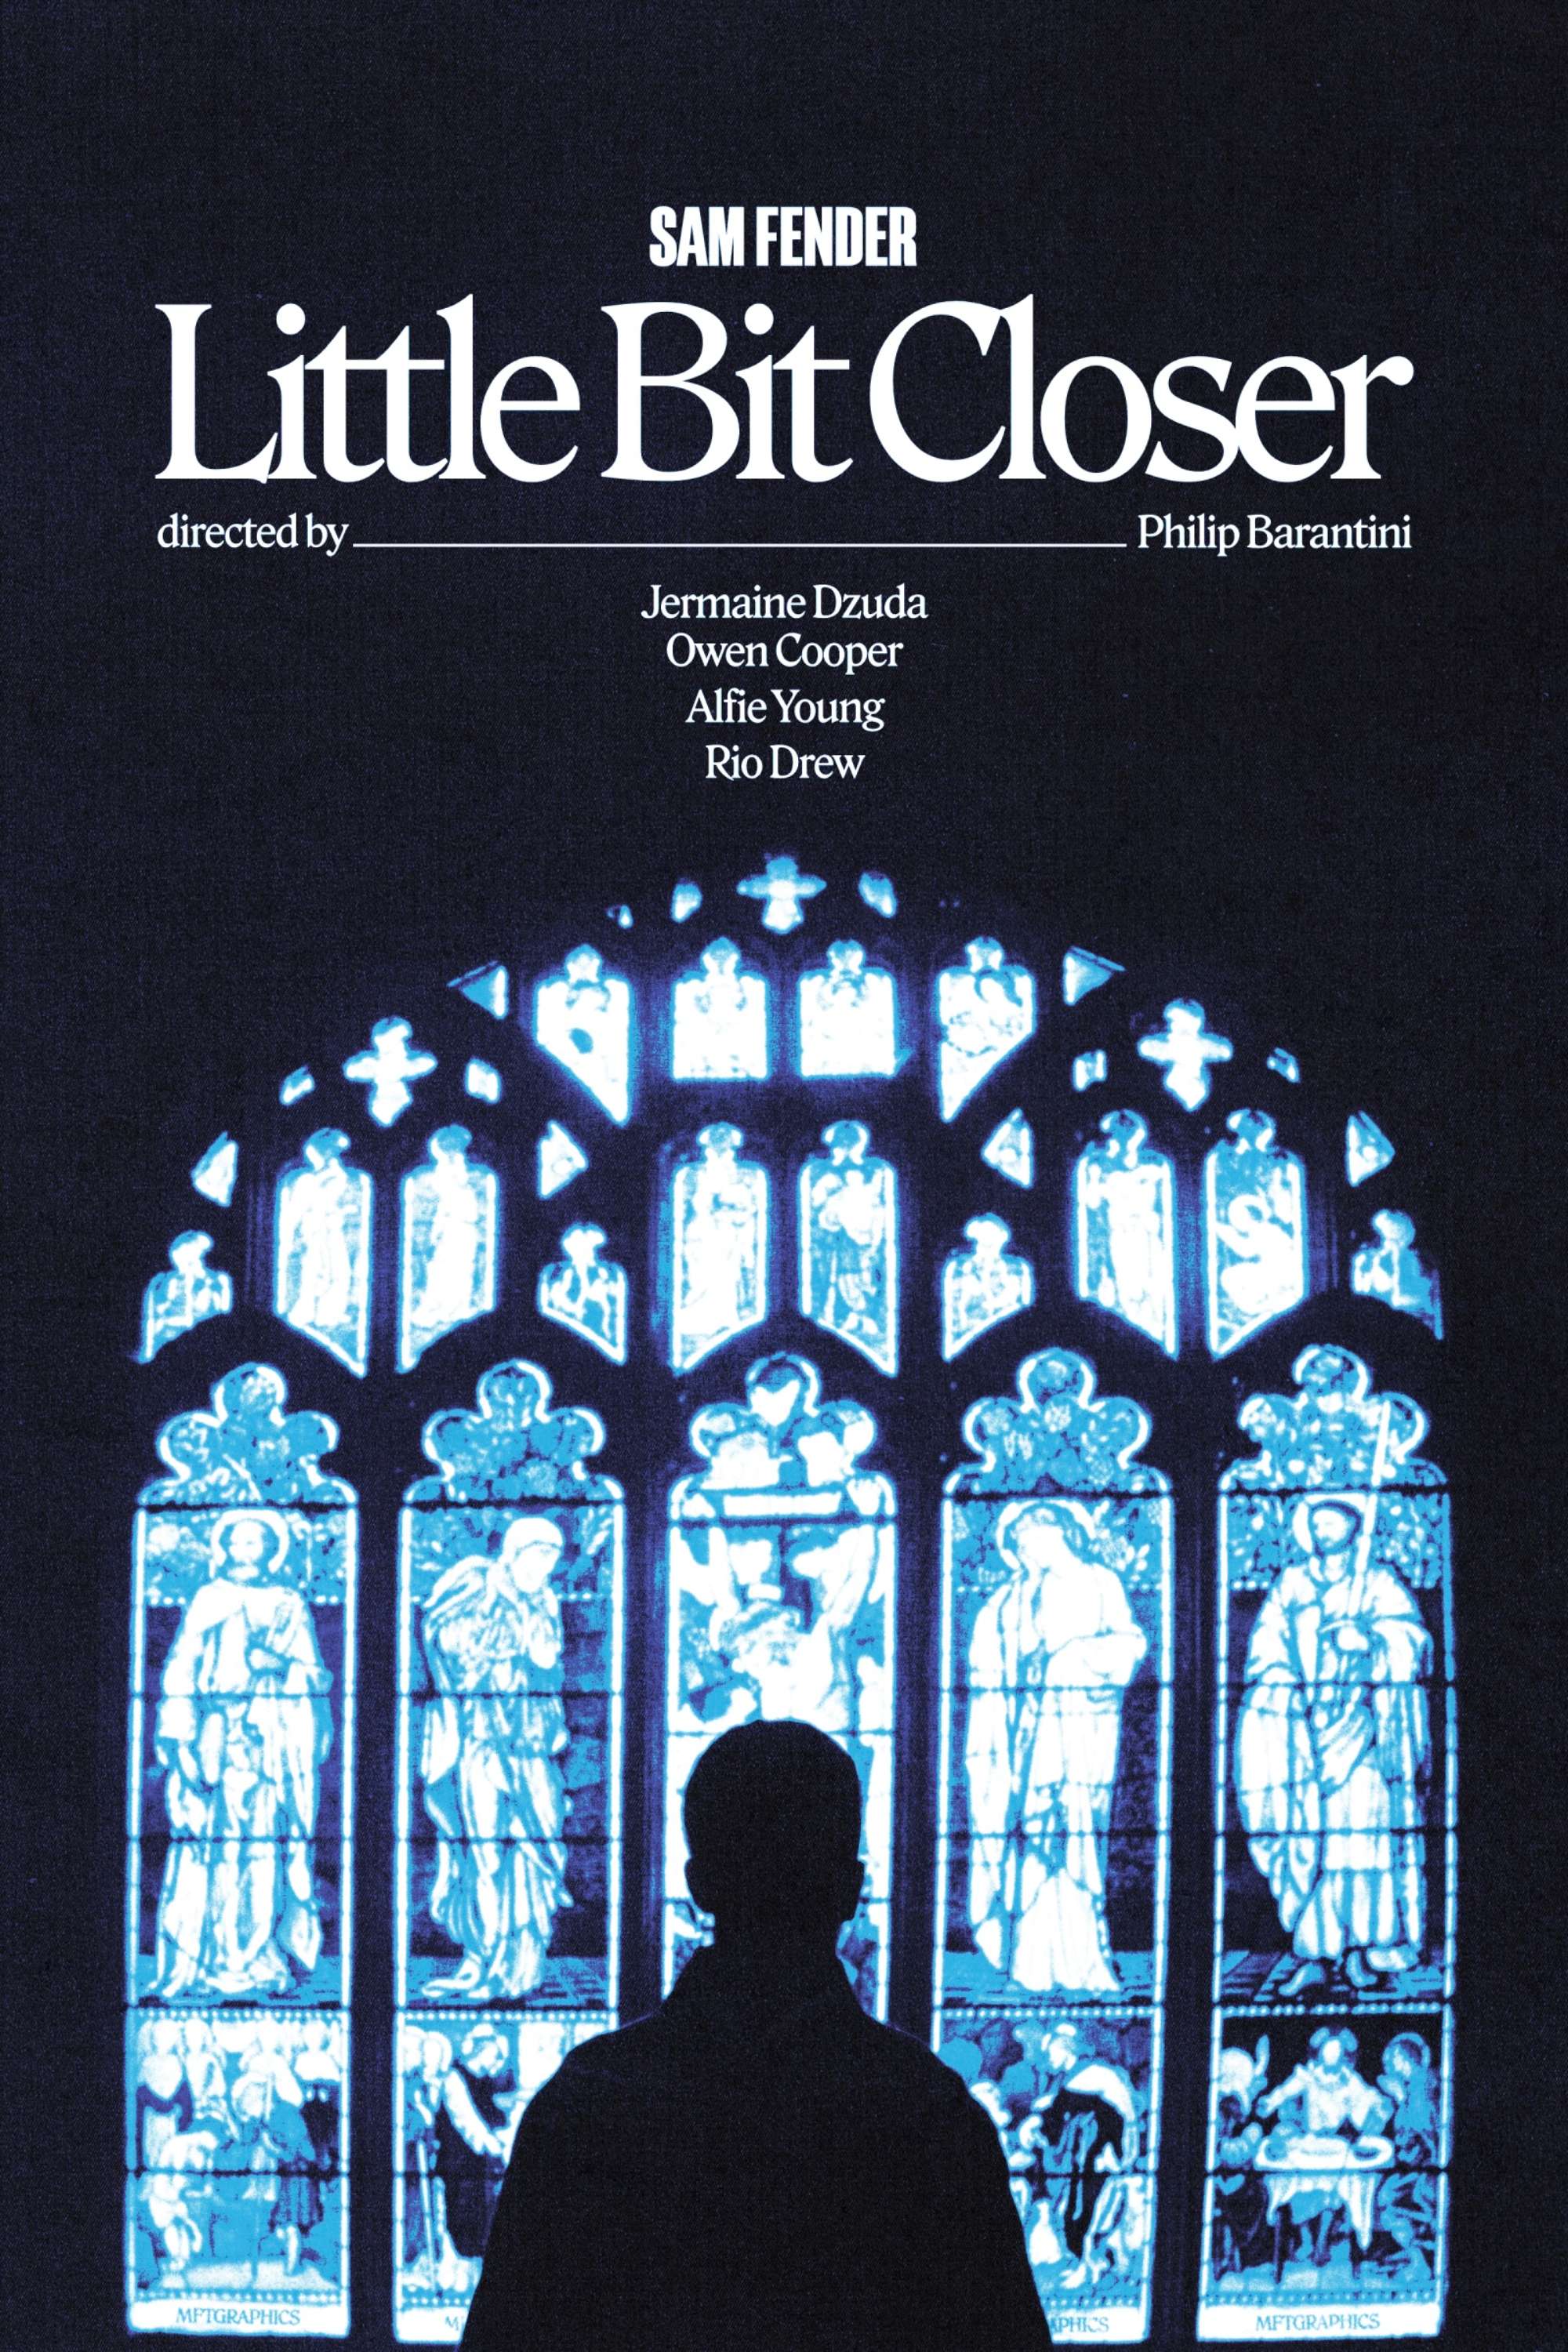 SAM FENDER
Little Bit Closer
directed by Philip Barantini
Jermaine Dzuda
Owen Cooper
Alfie Young
Rio Drew
MFTGRAPHICS
MFTGRAPHICS